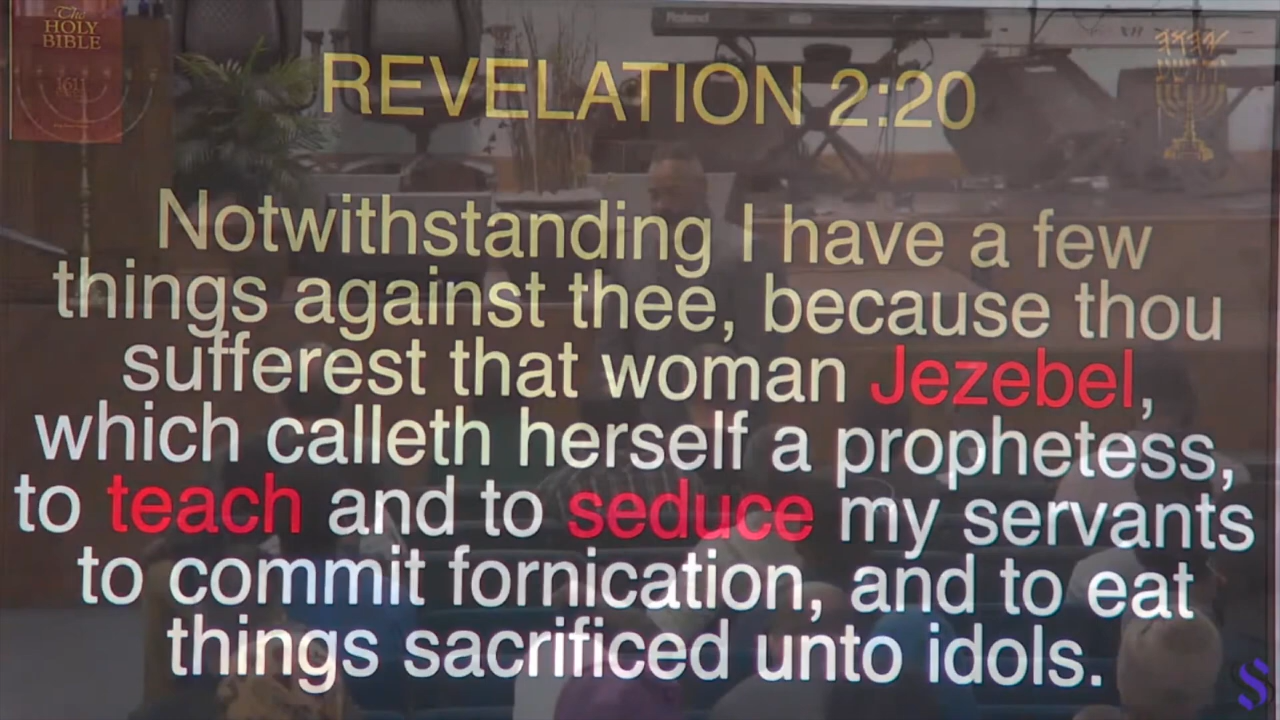 The
HOLY
BIBLE
1611
Roland
REVELATION 2:20
Notwithstanding I have a few
things against thee, because thou
sufferest that woman Jezebel,
which calleth herself a prophetess,
to teach and to seduce my servants
to commit fornication, and to eat
things sacrificed unto idols.
S